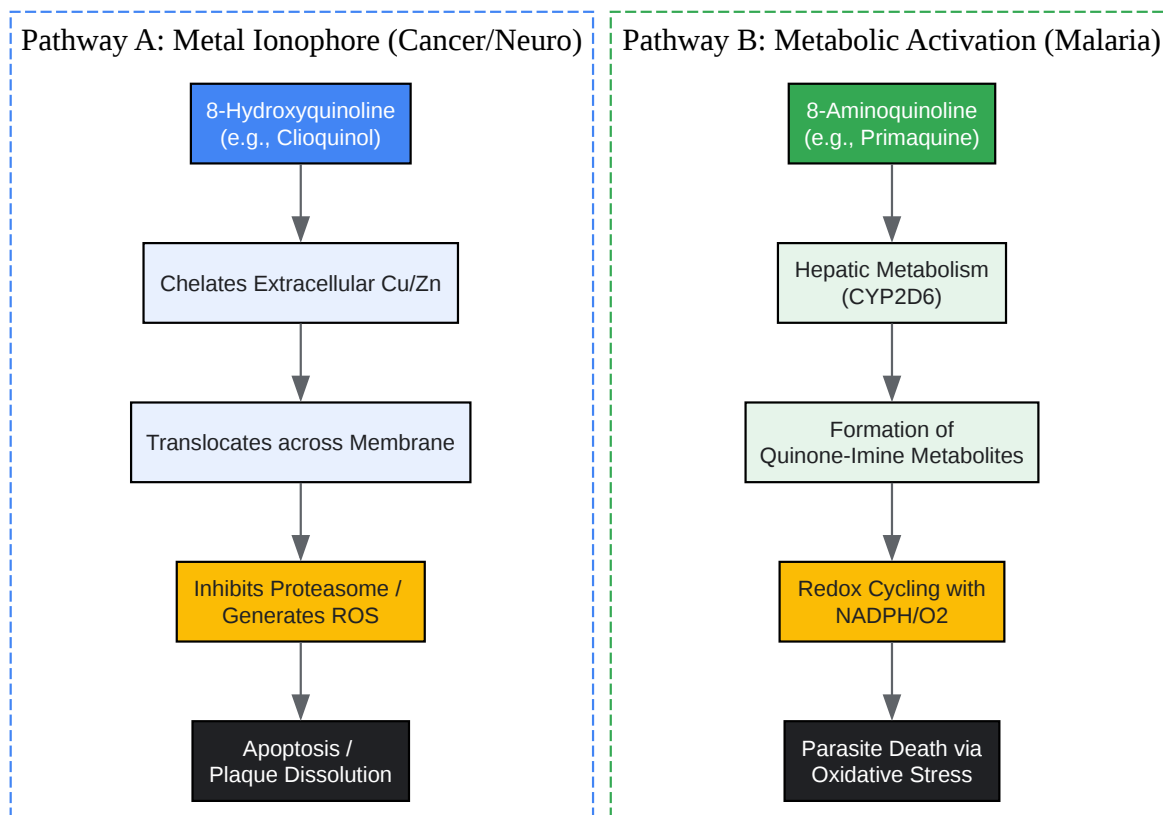 Pathway A: Metal Ionophore (Cancer/Neuro)
8-Hydroxyquinoline
(e.g., Clioquinol)
Chelates Extracellular Cu/Zn
Translocates across Membrane
Inhibits Proteasome /
Generates ROS
Apoptosis /
Plaque Dissolution
Pathway B: Metabolic Activation (Malaria)
8-Aminoquinoline
(e.g., Primaquine)
Hepatic Metabolism
(CYP2D6)
Formation of
Quinone-Imine Metabolites
Redox Cycling with
NADPH/O2
Parasite Death via
Oxidative Stress